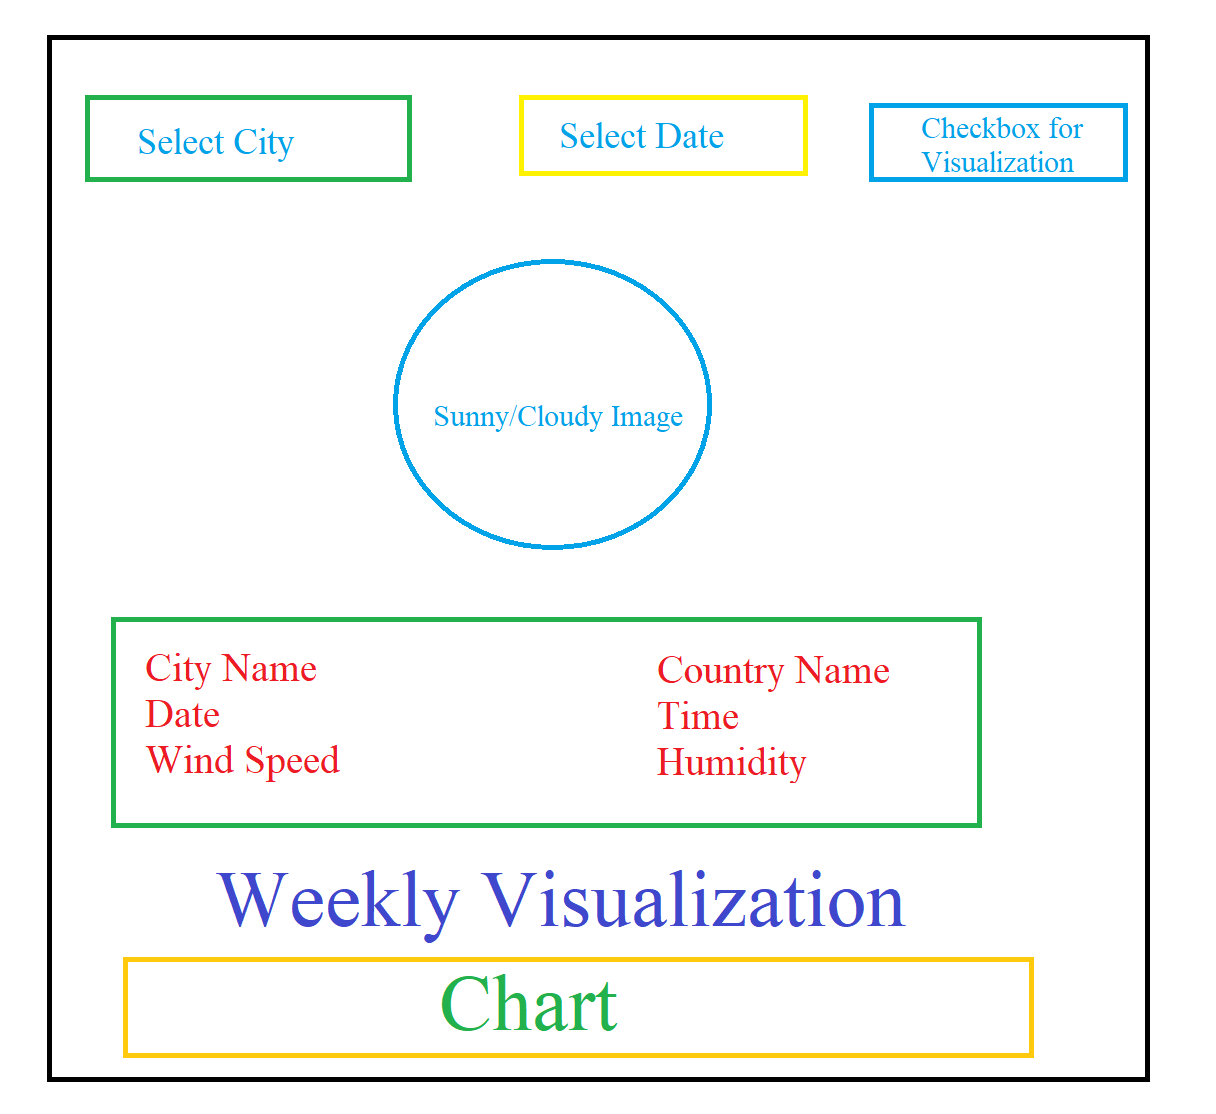 Select City
Select Date
Checkbox for
Visualization
Sunny/Cloudy Image
City Name
Date
Wind Speed
Country Name
Time
Humidity
Weekly Visualization
Chart